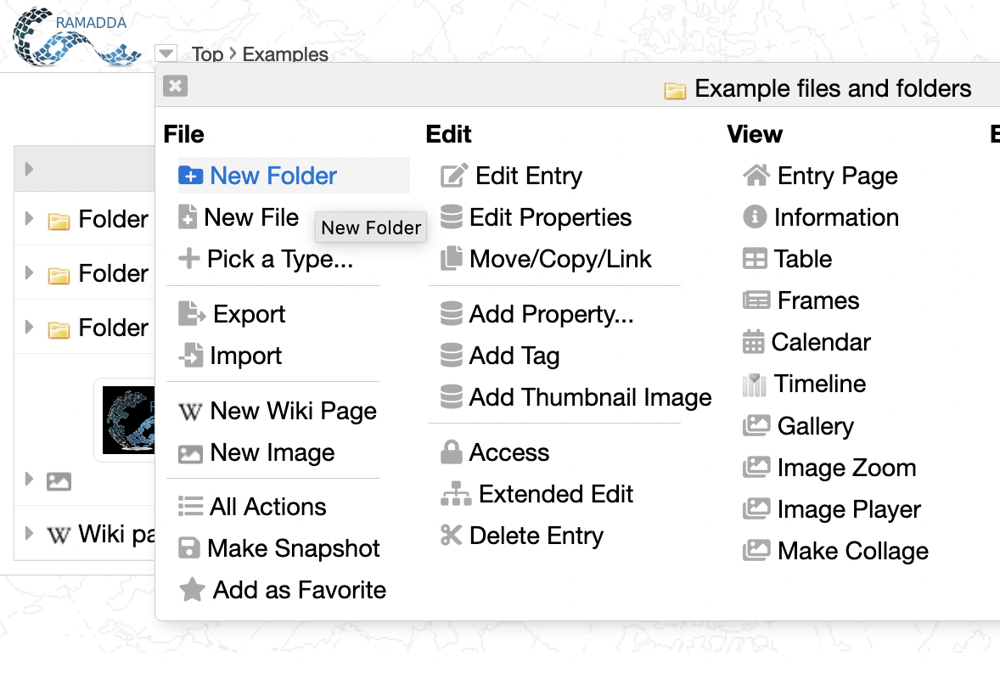 RAMADDA
Top > Examples
Example files and folders
File
New Folder
New File
New Folder
Pick a Type...
Export
Import
New Wiki Page
New Image
All Actions
Make Snapshot
Add as Favorite
Edit
Edit Entry
Edit Properties
Move/Copy/Link
Add Property...
Add Tag
Add Thumbnail Image
Access
Extended Edit
Delete Entry
View
Entry Page
Information
Table
Frames
Calendar
Timeline
Gallery
Image Zoom
Image Player
Make Collage
Folder
Folder
Folder
W Wiki pa